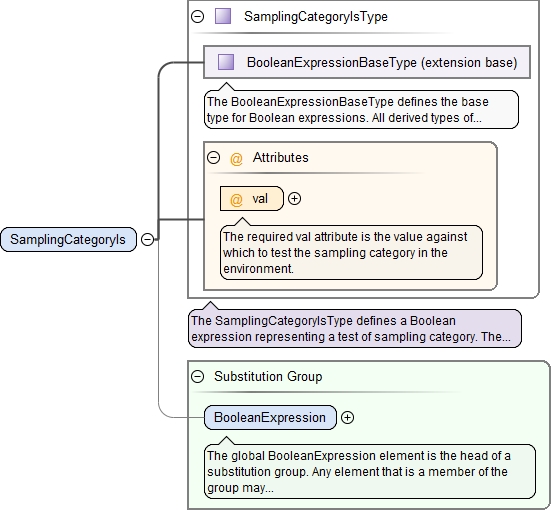 SamplingCategoryIsType
BooleanExpressionBaseType (extension base)
The BooleanExpressionBaseType defines the base
type for Boolean expressions. All derived types of...
@ Attributes
@ val
The required val attribute is the value against
which to test the sampling category in the
environment.
SamplingCategoryIs
The SamplingCategoryIsType defines a Boolean
expression representing a test of sampling category. The...
Substitution Group
BooleanExpression
The global BooleanExpression element is the head of a
substitution group. Any element that is a member of the
group may...